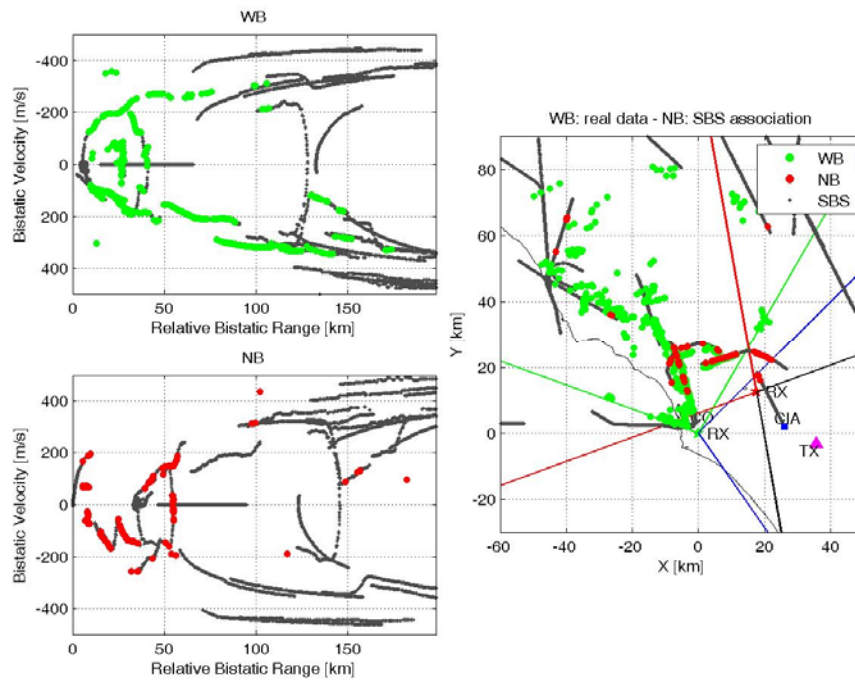 WB
-400
-200
0
200
400
Bistatic Velocity [m/s]
0 50 100 150
Relative Bistatic Range [km]
NB
400
200
0
-200
-400
Bistatic Velocity [m/s]
0 50 100 150
Relative Bistatic Range [km]
WB: real data - NB: SBS association
WB
NB
SBS
80
60
40
20
0
-20
Y [km]
RX
CIA
RX
TX
-60 -40 -20 0 20 40
X [km]